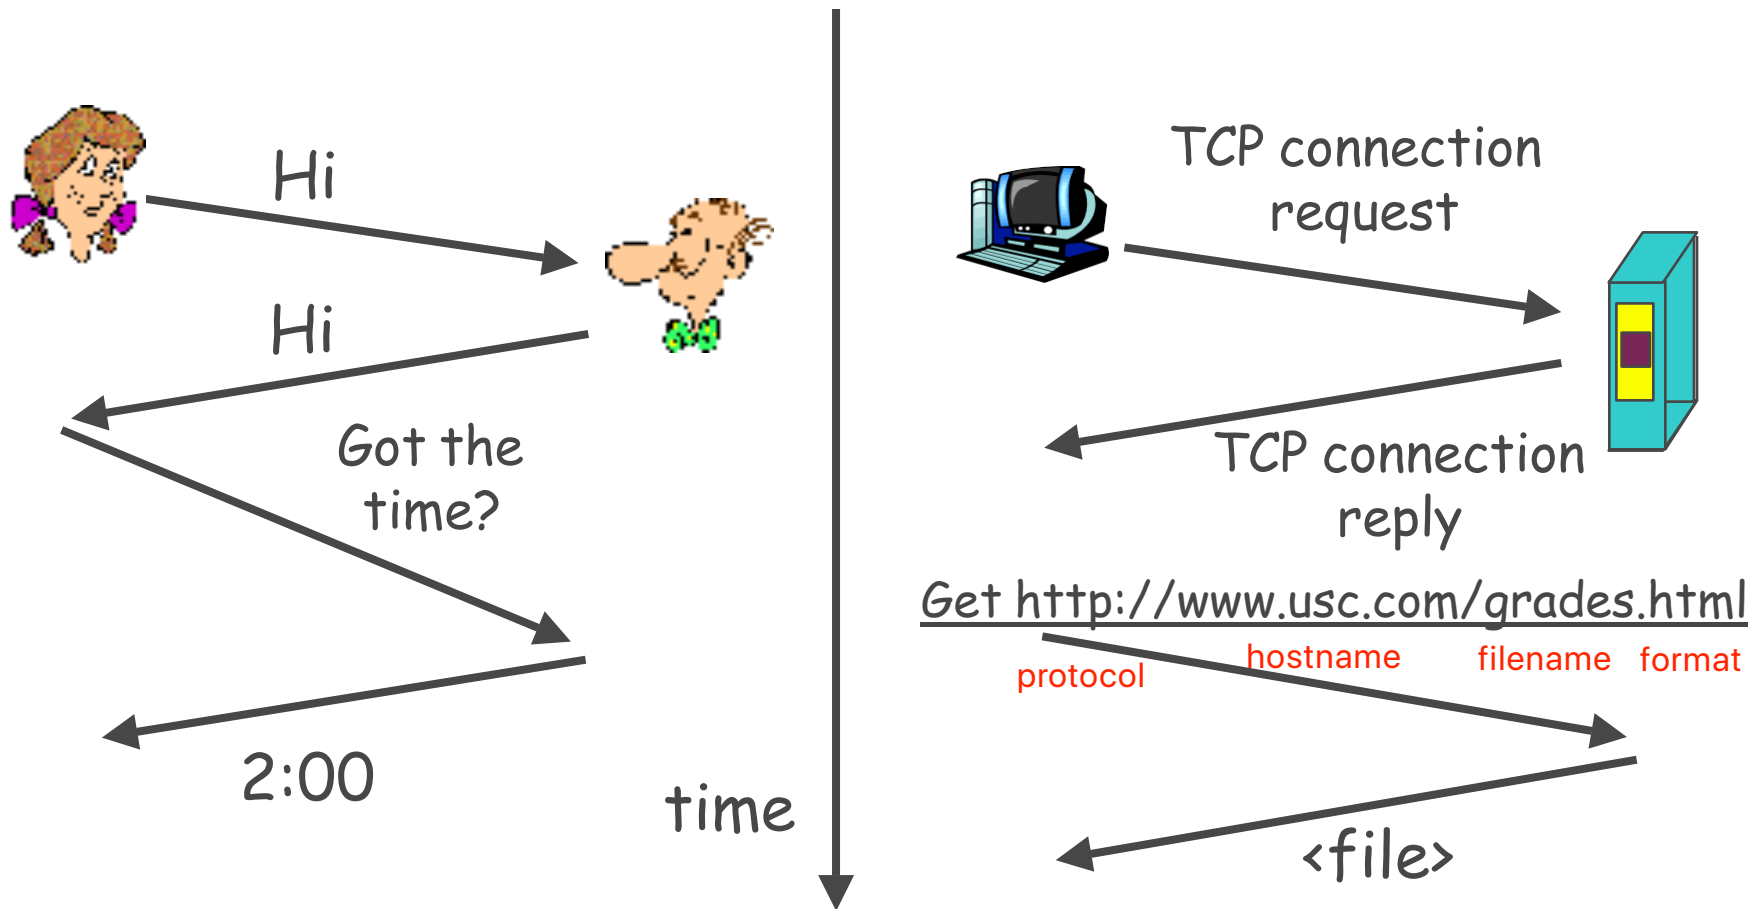 Hi
Hi
Got the
time?
2:00
time
TCP connection
request
TCP connection
reply
Get http://www.usc.com/grades.html
protocol
hostname
filename
format
<file>